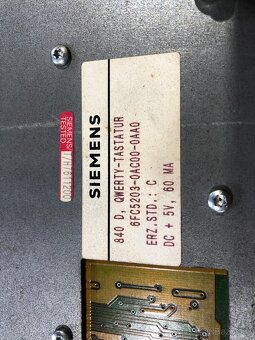 SIEMENS
840 D, QWERTY-TASTATUR
6FC5203-0AC00-0AA0
ERZ.STD.: C
DC + 5V, 60 MA
SIEMENS
TESTED